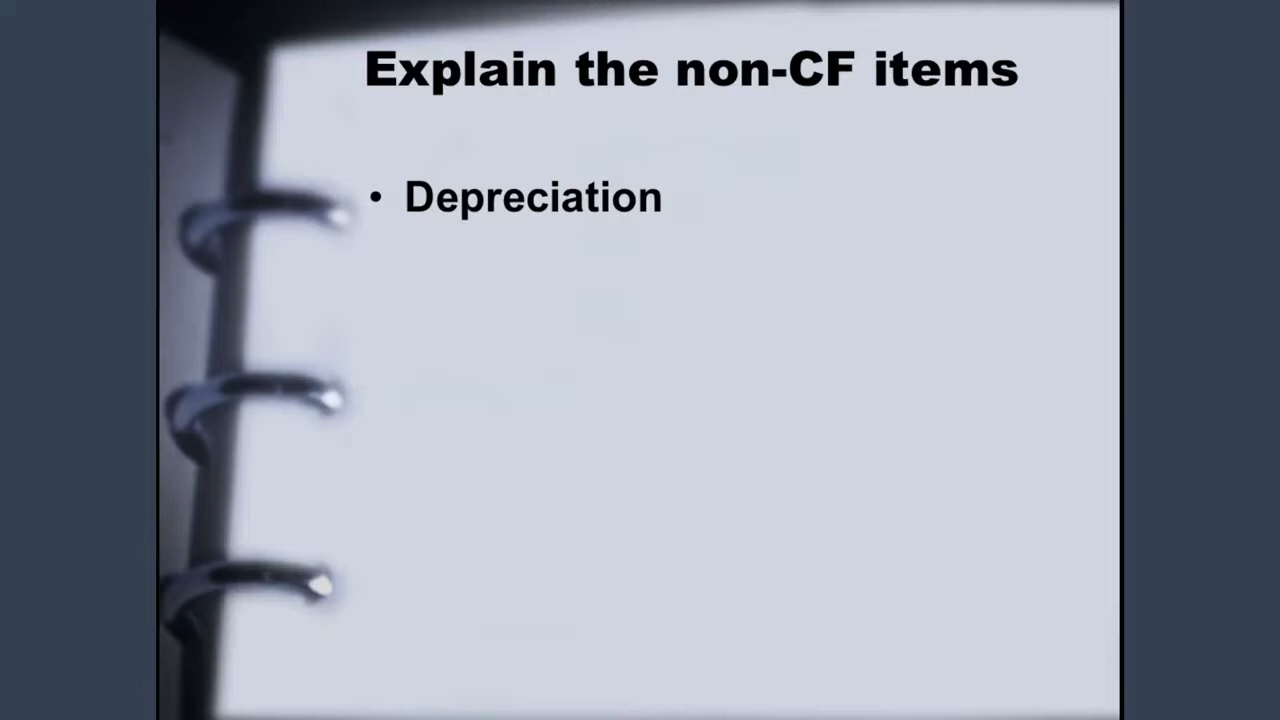 Explain the non-CF items
• Depreciation